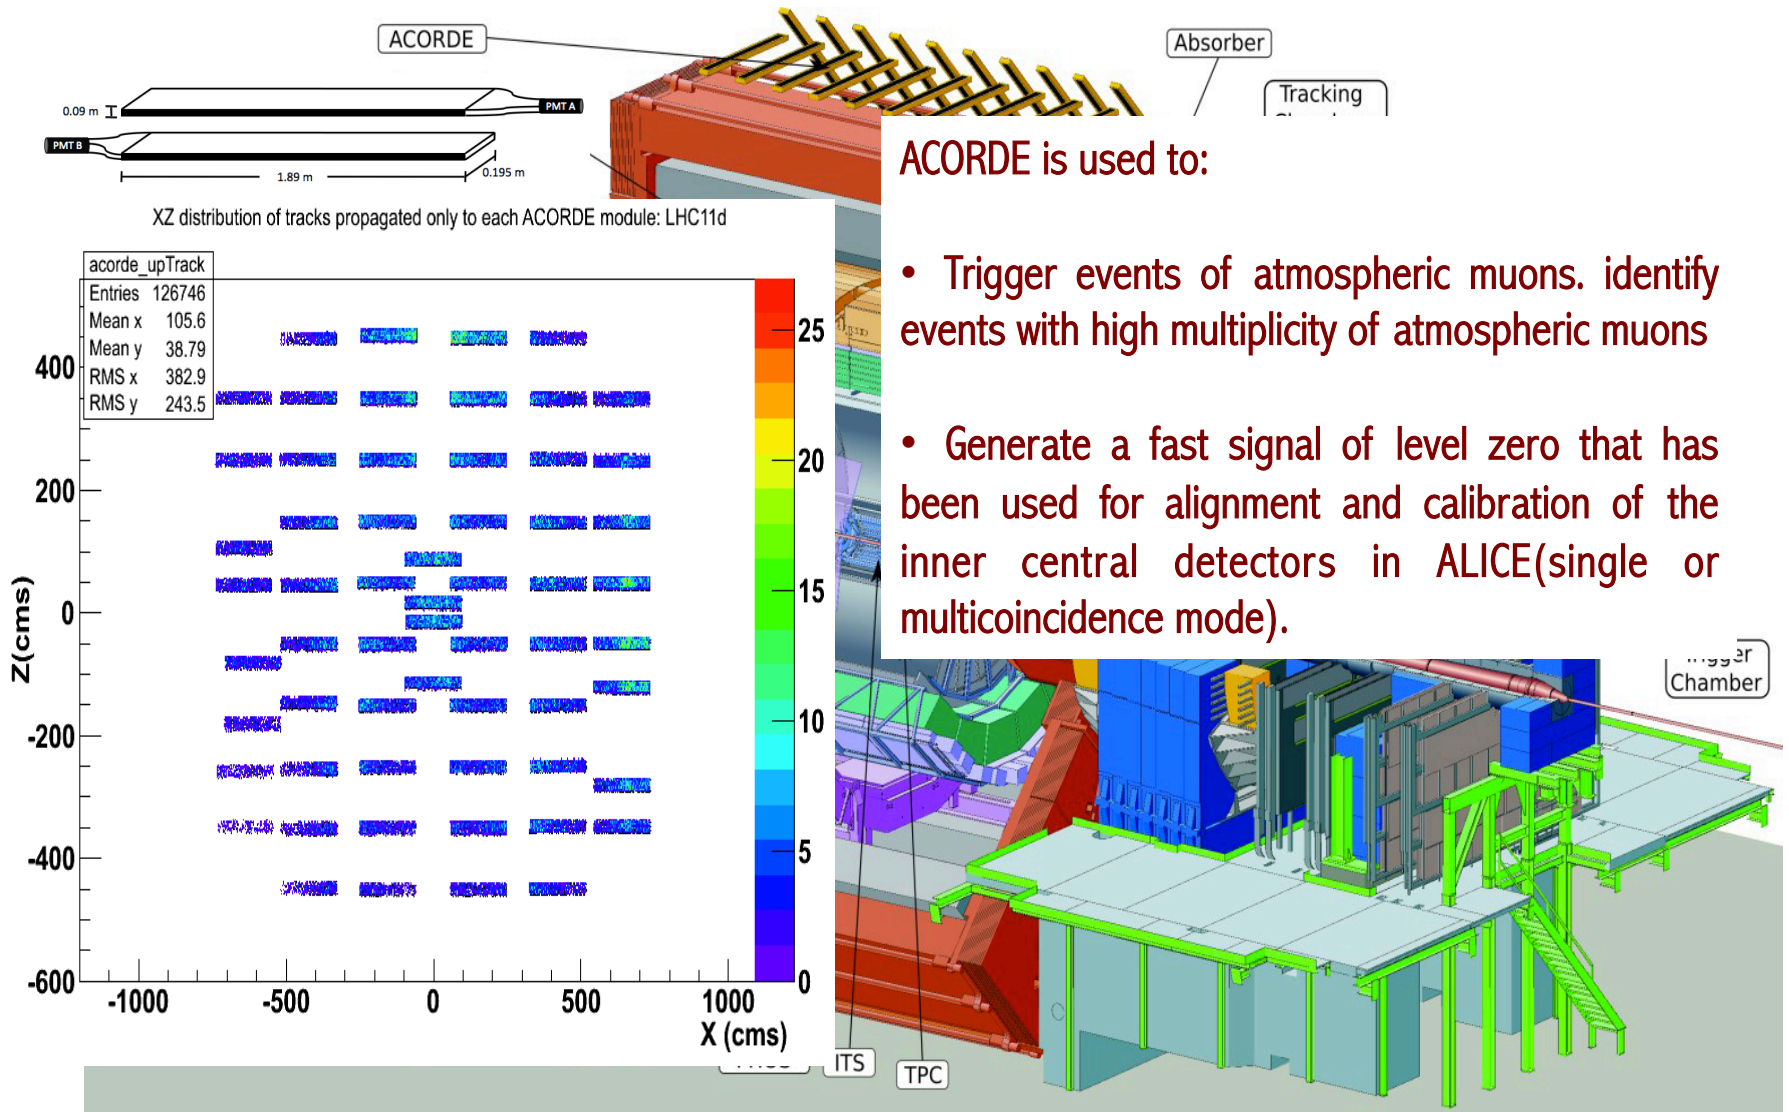 ACORDE
Absorber
Tracking
0.09 m
PMT A
PMT B
1.89 m
0.195 m
ACORDE is used to:
• Trigger events of atmospheric muons. identify
events with high multiplicity of atmospheric muons
• Generate a fast signal of level zero that has
been used for alignment and calibration of the
inner central detectors in ALICE(single or
multicoincidence mode).
XZ distribution of tracks propagated only to each ACORDE module: LHC11d
acorde_upTrack
Entries 126746
Mean x 105.6
Mean y 38.79
RMS x 382.9
RMS y 243.5
400
200
0
-200
-400
-600
Z(cms)
-1000
-500
0
500
1000
X (cms)
25
20
15
10
5
0
Trigger
Chamber
ITS
TPC